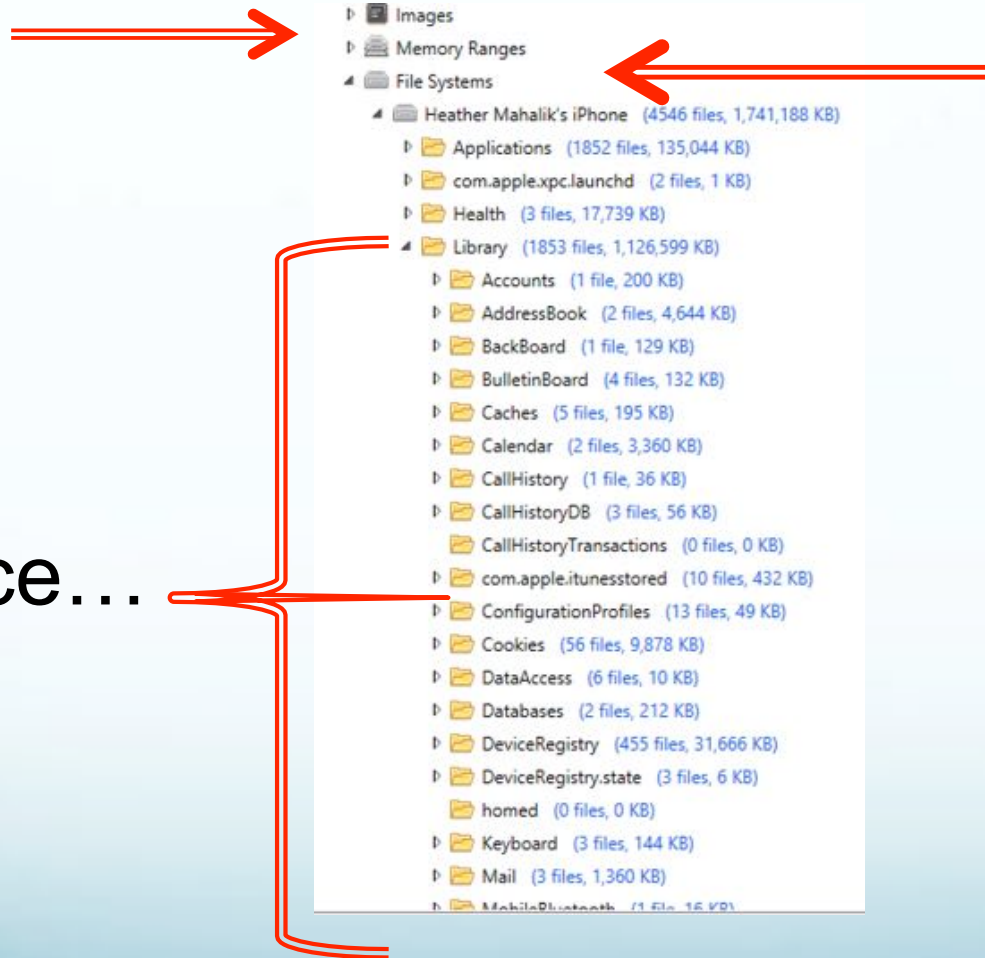 Images
Memory Ranges
File Systems
Heather Mahalik's iPhone (4546 files, 1,741,188 KB)
Applications (1852 files, 135,044 KB)
com.apple.xpc.launchd (2 files, 1 KB)
Health (3 files, 17,739 KB)
Library (1853 files, 1,126,599 KB)
Accounts (1 file, 200 KB)
AddressBook (2 files, 4,644 KB)
BackBoard (1 file, 129 KB)
BulletinBoard (4 files, 132 KB)
Caches (5 files, 195 KB)
Calendar (2 files, 3,360 KB)
CallHistory (1 file, 36 KB)
CallHistoryDB (3 files, 56 KB)
CallHistoryTransactions (0 files, 0 KB)
ce…
com.apple.itunesstored (10 files, 432 KB)
ConfigurationProfiles (13 files, 49 KB)
Cookies (56 files, 9,878 KB)
DataAccess (6 files, 10 KB)
Databases (2 files, 212 KB)
DeviceRegistry (455 files, 31,666 KB)
DeviceRegistry.state (3 files, 6 KB)
homed (0 files, 0 KB)
Keyboard (3 files, 144 KB)
Mail (3 files, 1,360 KB)
MobileBluetooth (1 file, 16 KB)